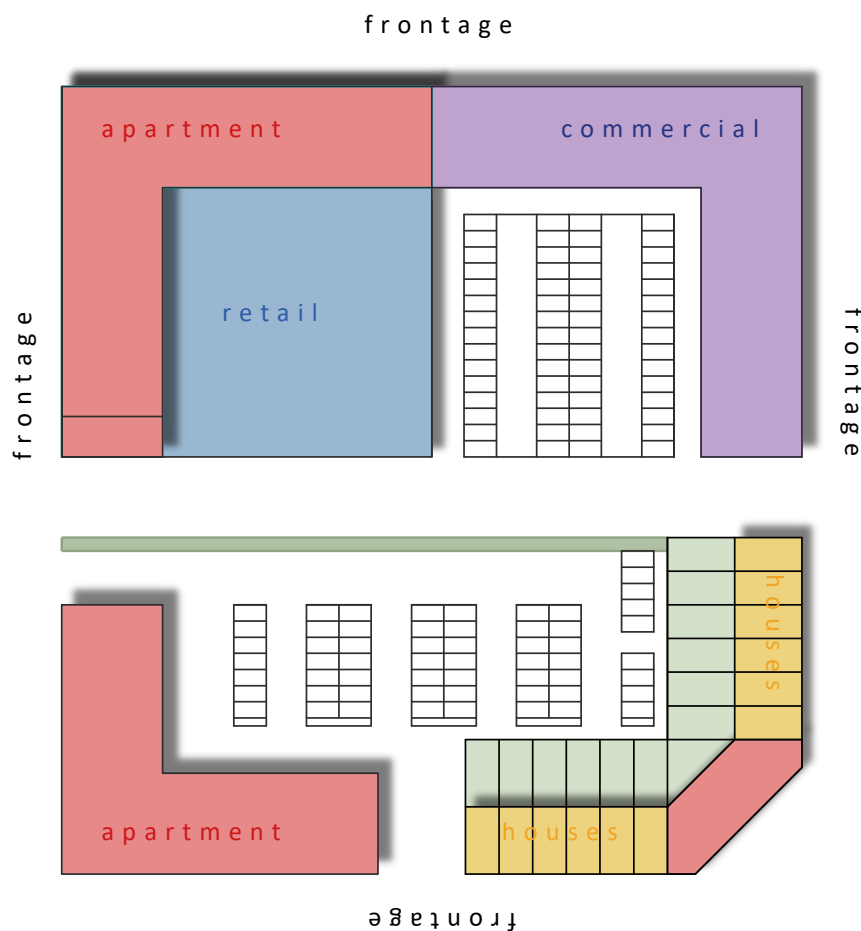 frontage
apartment
commercial
retail
frontage
frontage
houses
apartment
houses
frontage